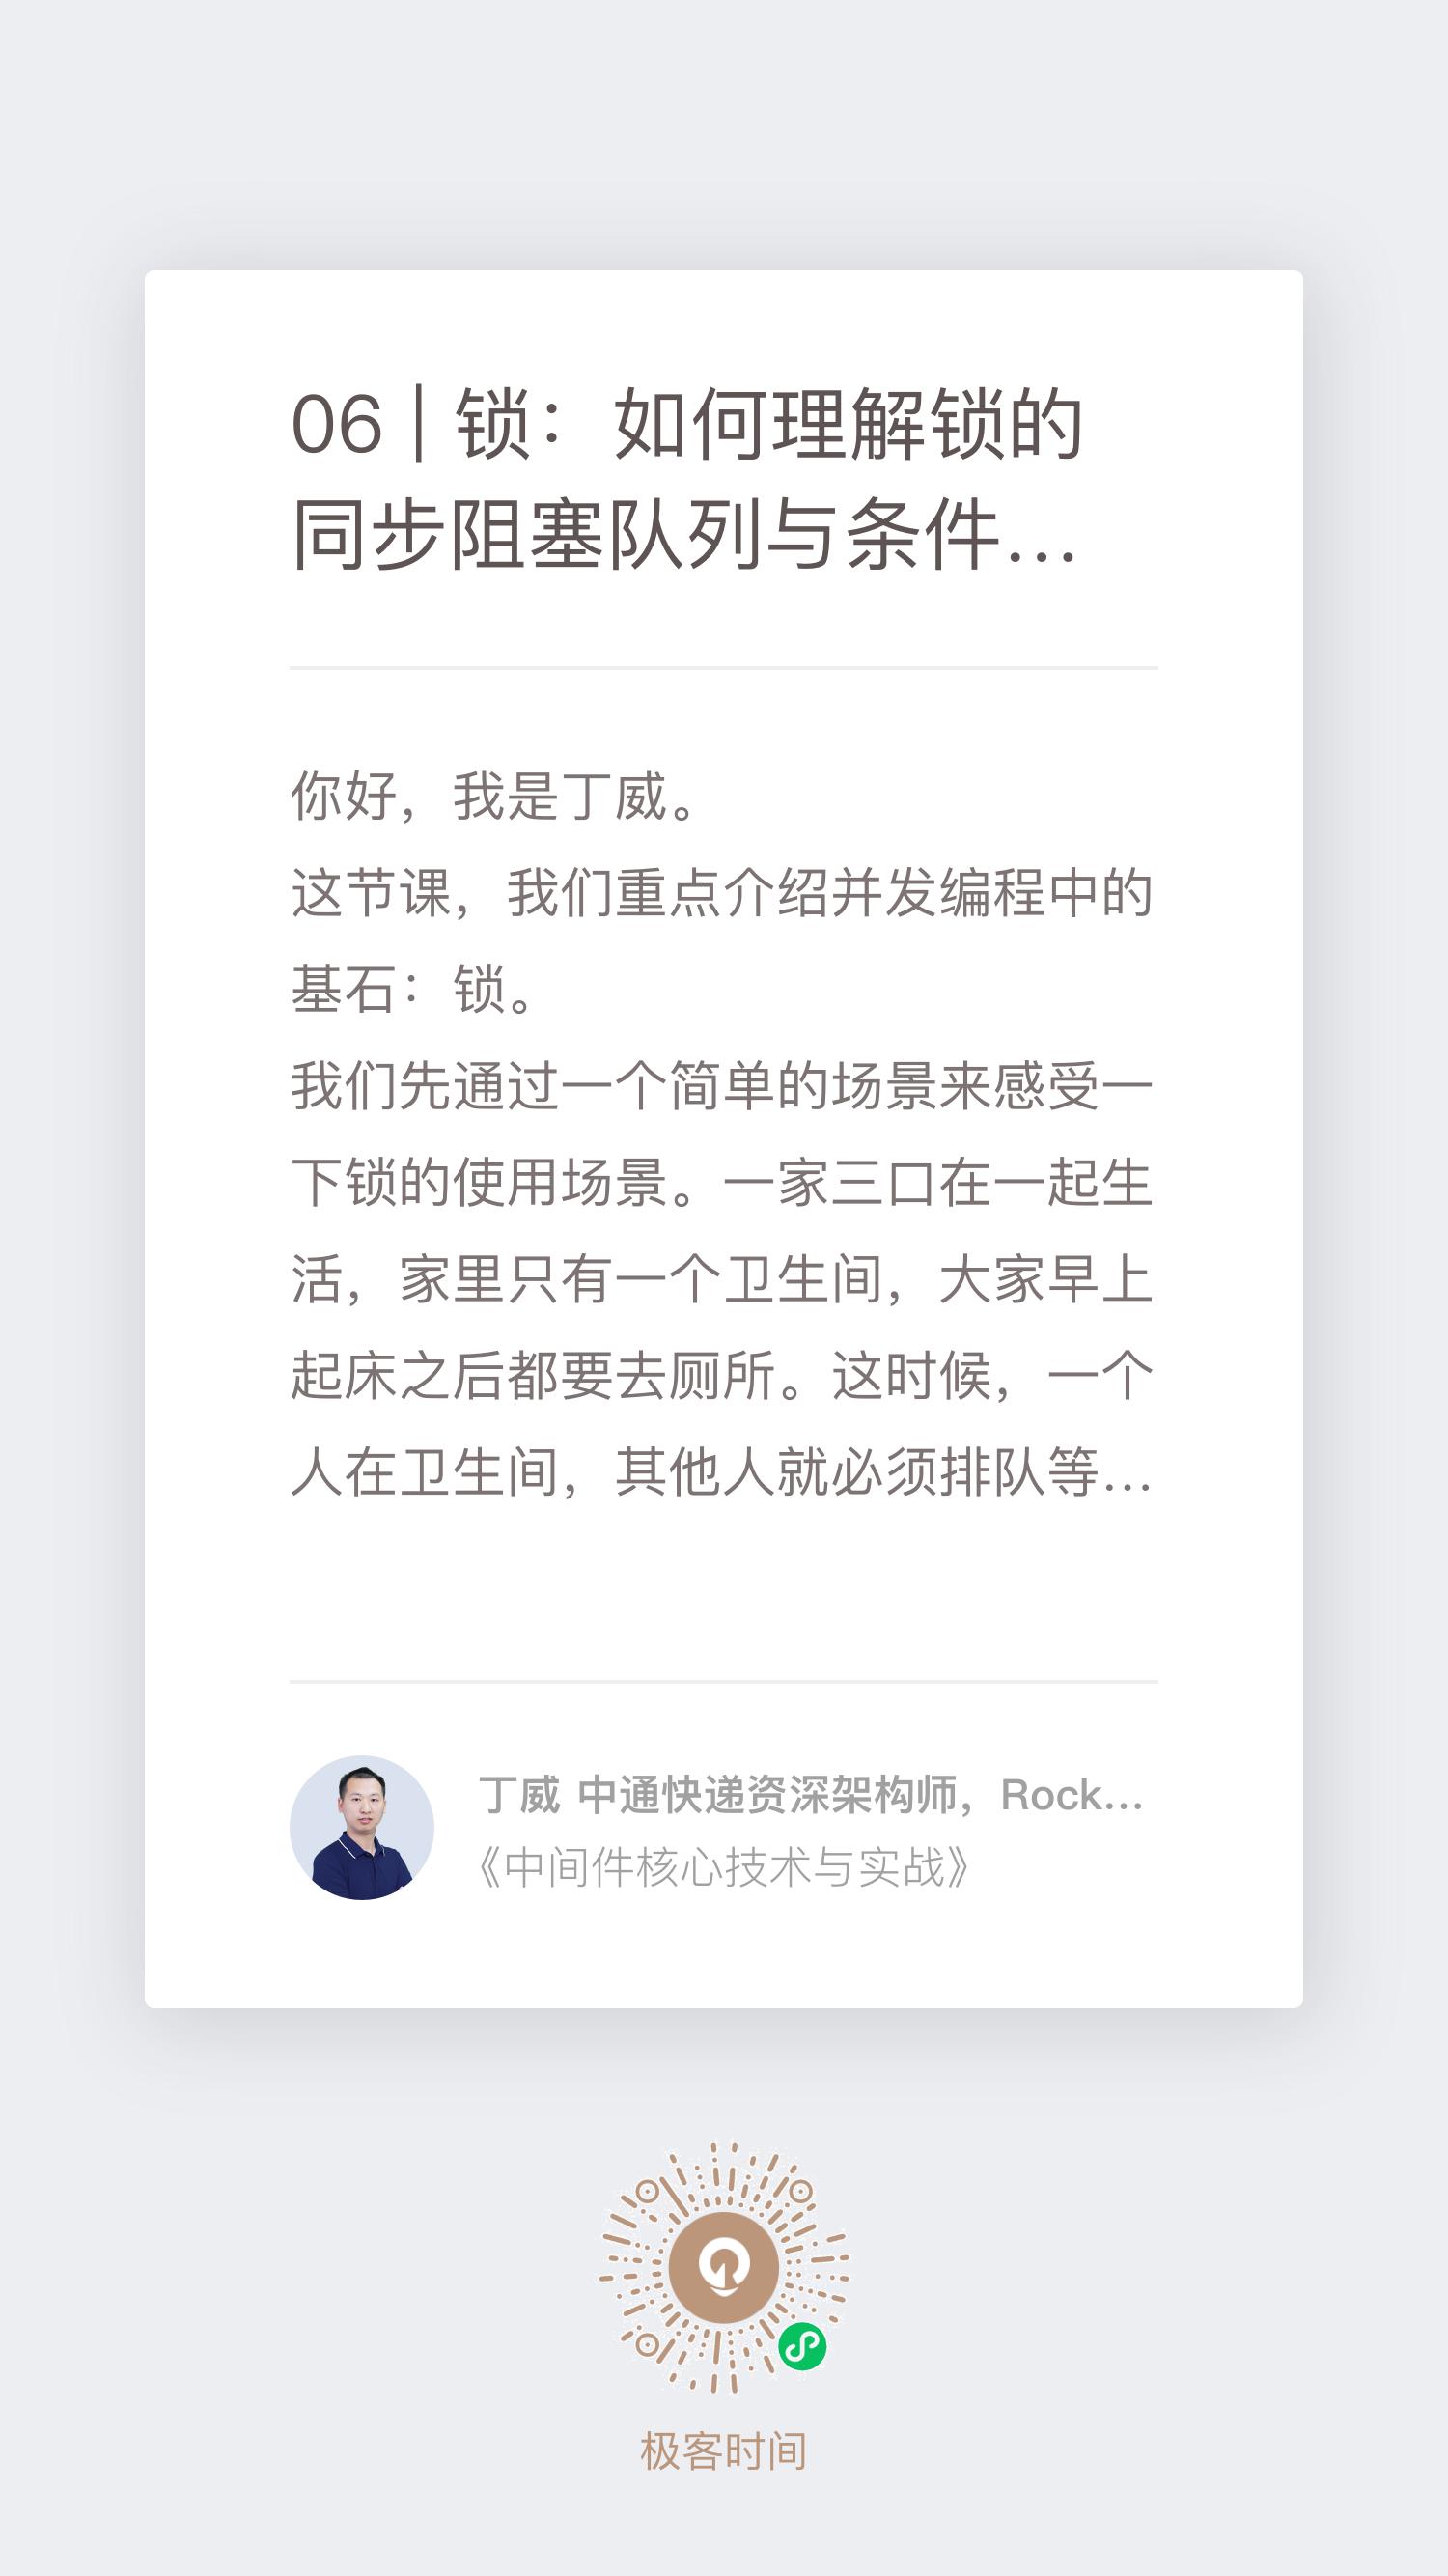 06 | 锁：如何理解锁的
同步阻塞队列与条件...
你好，我是丁威。
这节课，我们重点介绍并发编程中的
基石：锁。
我们先通过一个简单的场景来感受一
下锁的使用场景。一家三口在一起生
活，家里只有一个卫生间，大家早上
起床之后都要去厕所。这时候，一个
人在卫生间，其他人就必须排队等...
丁威 中通快递资深架构师，Rock...
《中间件核心技术与实战》
极客时间